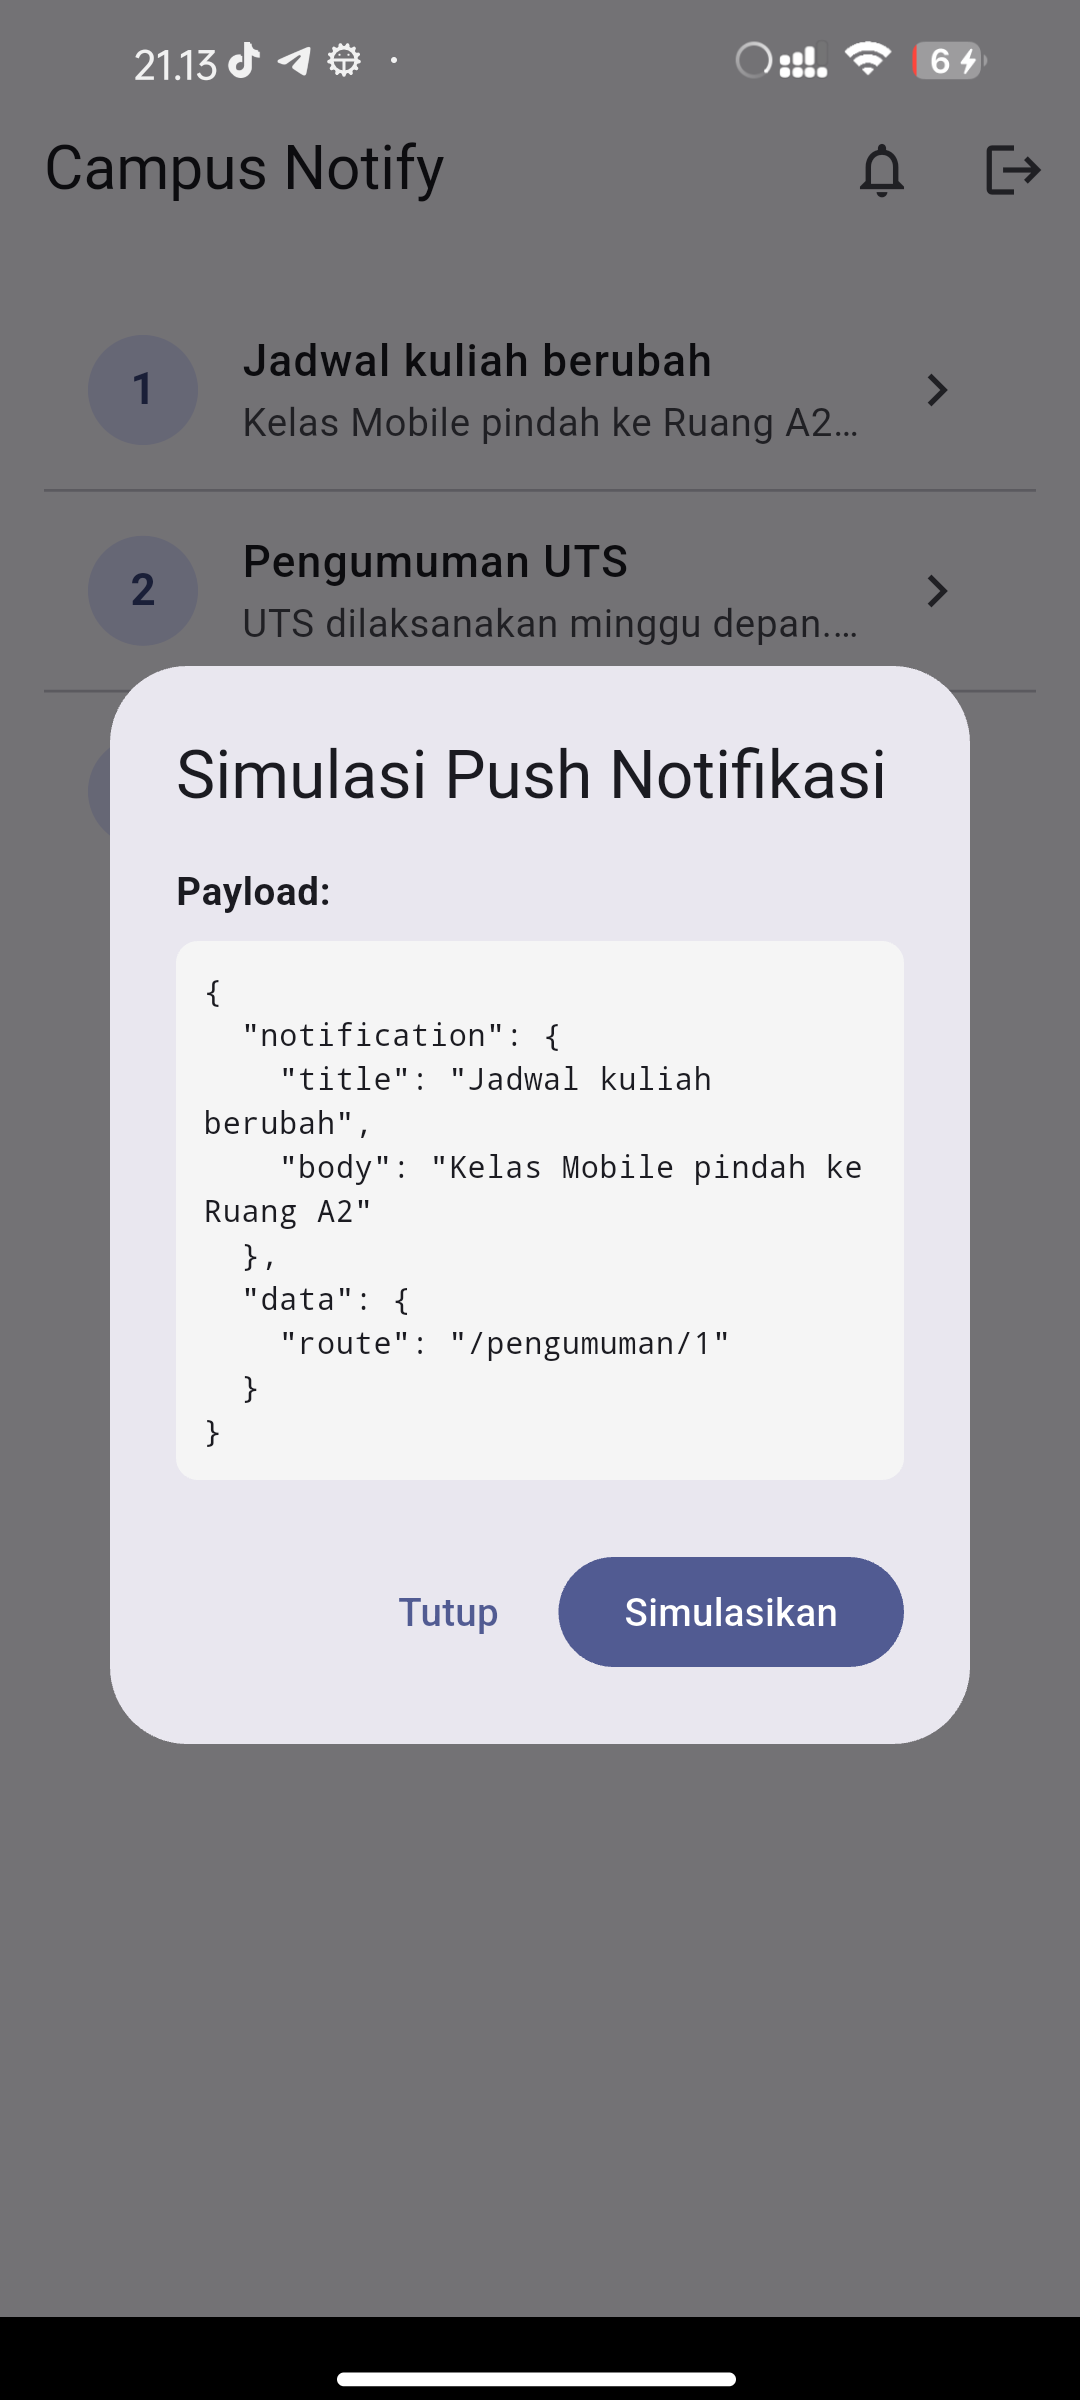 21.13
6
Campus Notify
1
Jadwal kuliah berubah
Kelas Mobile pindah ke Ruang A2...
2
Pengumuman UTS
UTS dilaksanakan minggu depan....
Simulasi Push Notifikasi
Payload:
{
  "notification": {
    "title": "Jadwal kuliah
berubah",
    "body": "Kelas Mobile pindah ke
Ruang A2"
  },
  "data": {
    "route": "/pengumuman/1"
  }
}
Tutup
Simulasikan